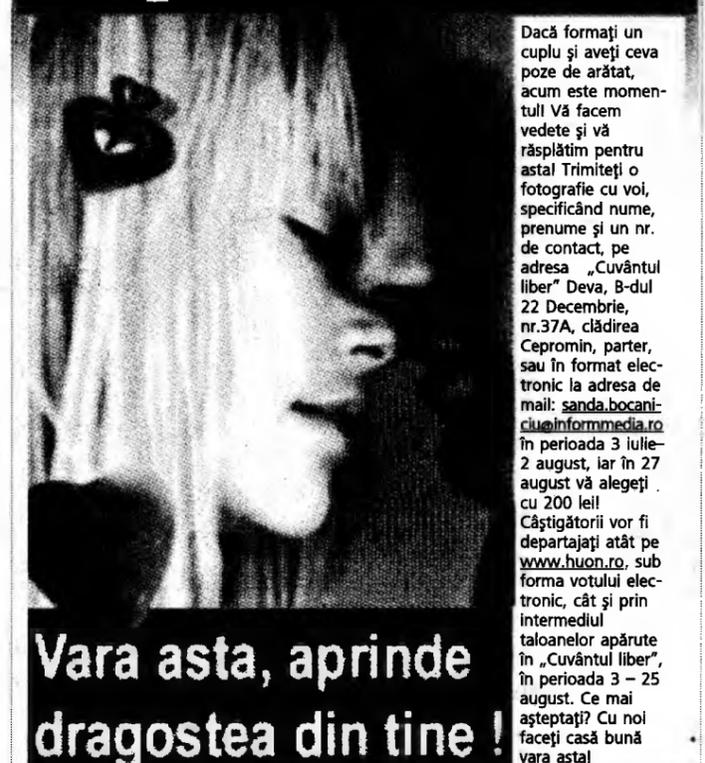 Dacă formaţi un
cuplu şi aveţi ceva
poze de arătat,
acum este momen-
tul! Vă facem
vedete şi vă
răsplătim pentru
asta! Trimiteţi o
fotografie cu voi,
specificând nume,
prenume şi un nr.
de contact, pe
adresa „Cuvântul
liber” Deva, B-dul
22 Decembrie,
nr.37A, clădirea
Cepromin, parter,
sau în format elec-
tronic la adresa de
mail: sanda.bocani-
ciu@informmedia.ro
în perioada 3 iulie–
2 august, iar în 27
august vă alegeţi
cu 200 lei!
Câştigătorii vor fi
departajaţi atât pe
www.huon.ro, sub
forma votului elec-
tronic, cât şi prin
intermediul
taloanelor apărute
în „Cuvântul liber”,
în perioada 3 – 25
august. Ce mai
aşteptaţi? Cu noi
faceţi casă bună
vara asta!
Vara asta, aprinde
dragostea din tine !